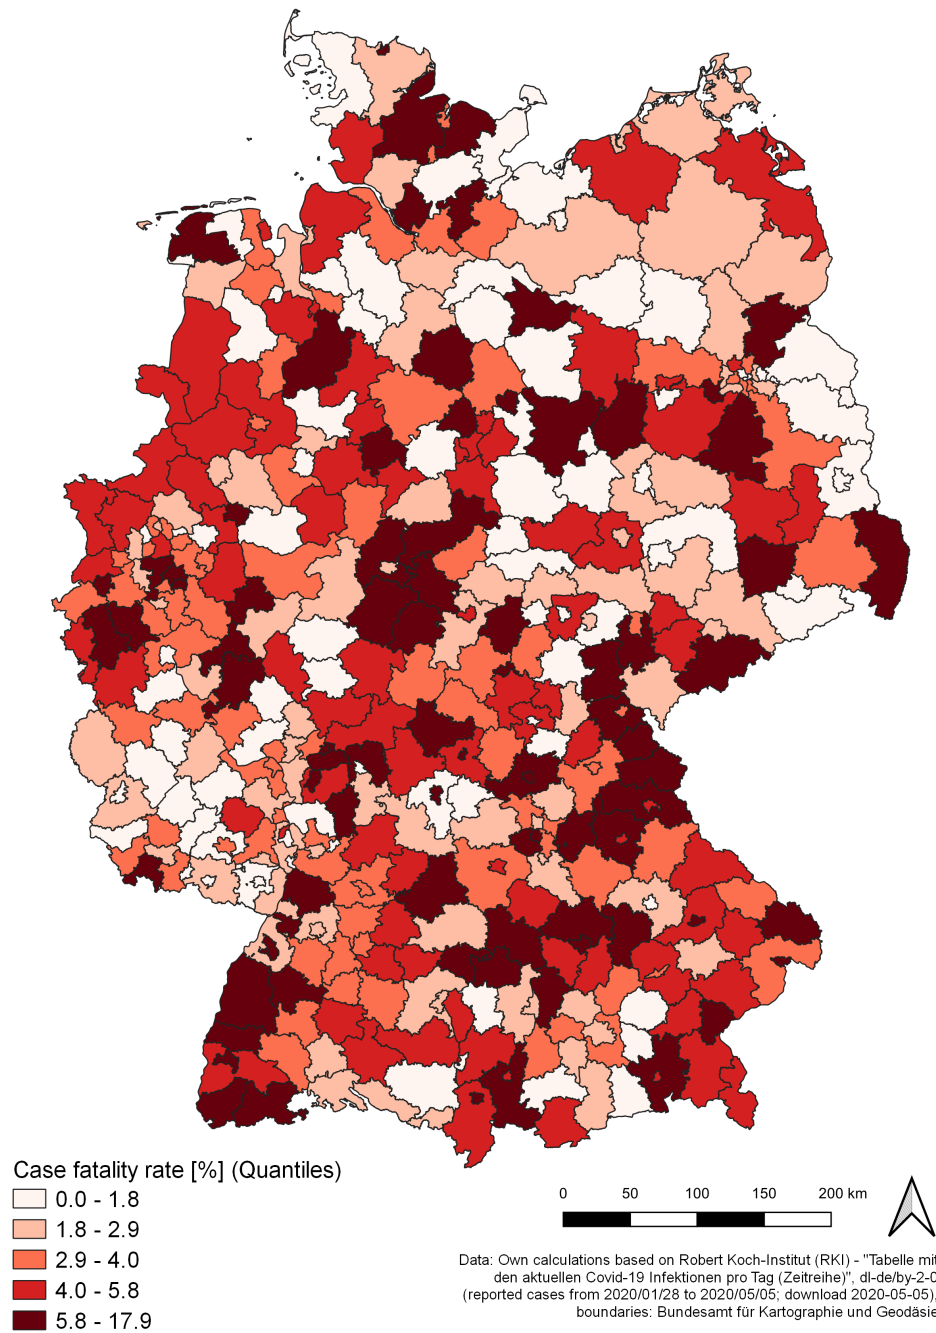 Case fatality rate [%] (Quantiles)
0.0 - 1.8
1.8 - 2.9
2.9 - 4.0
4.0 - 5.8
5.8 - 17.9
0 50 100 150 200 km
Data: Own calculations based on Robert Koch-Institut (RKI) - "Tabelle mit
den aktuellen Covid-19 Infektionen pro Tag (Zeitreihe)", dl-de/by-2-0
(reported cases from 2020/01/28 to 2020/05/05; download 2020-05-05),
boundaries: Bundesamt für Kartographie und Geodäsie